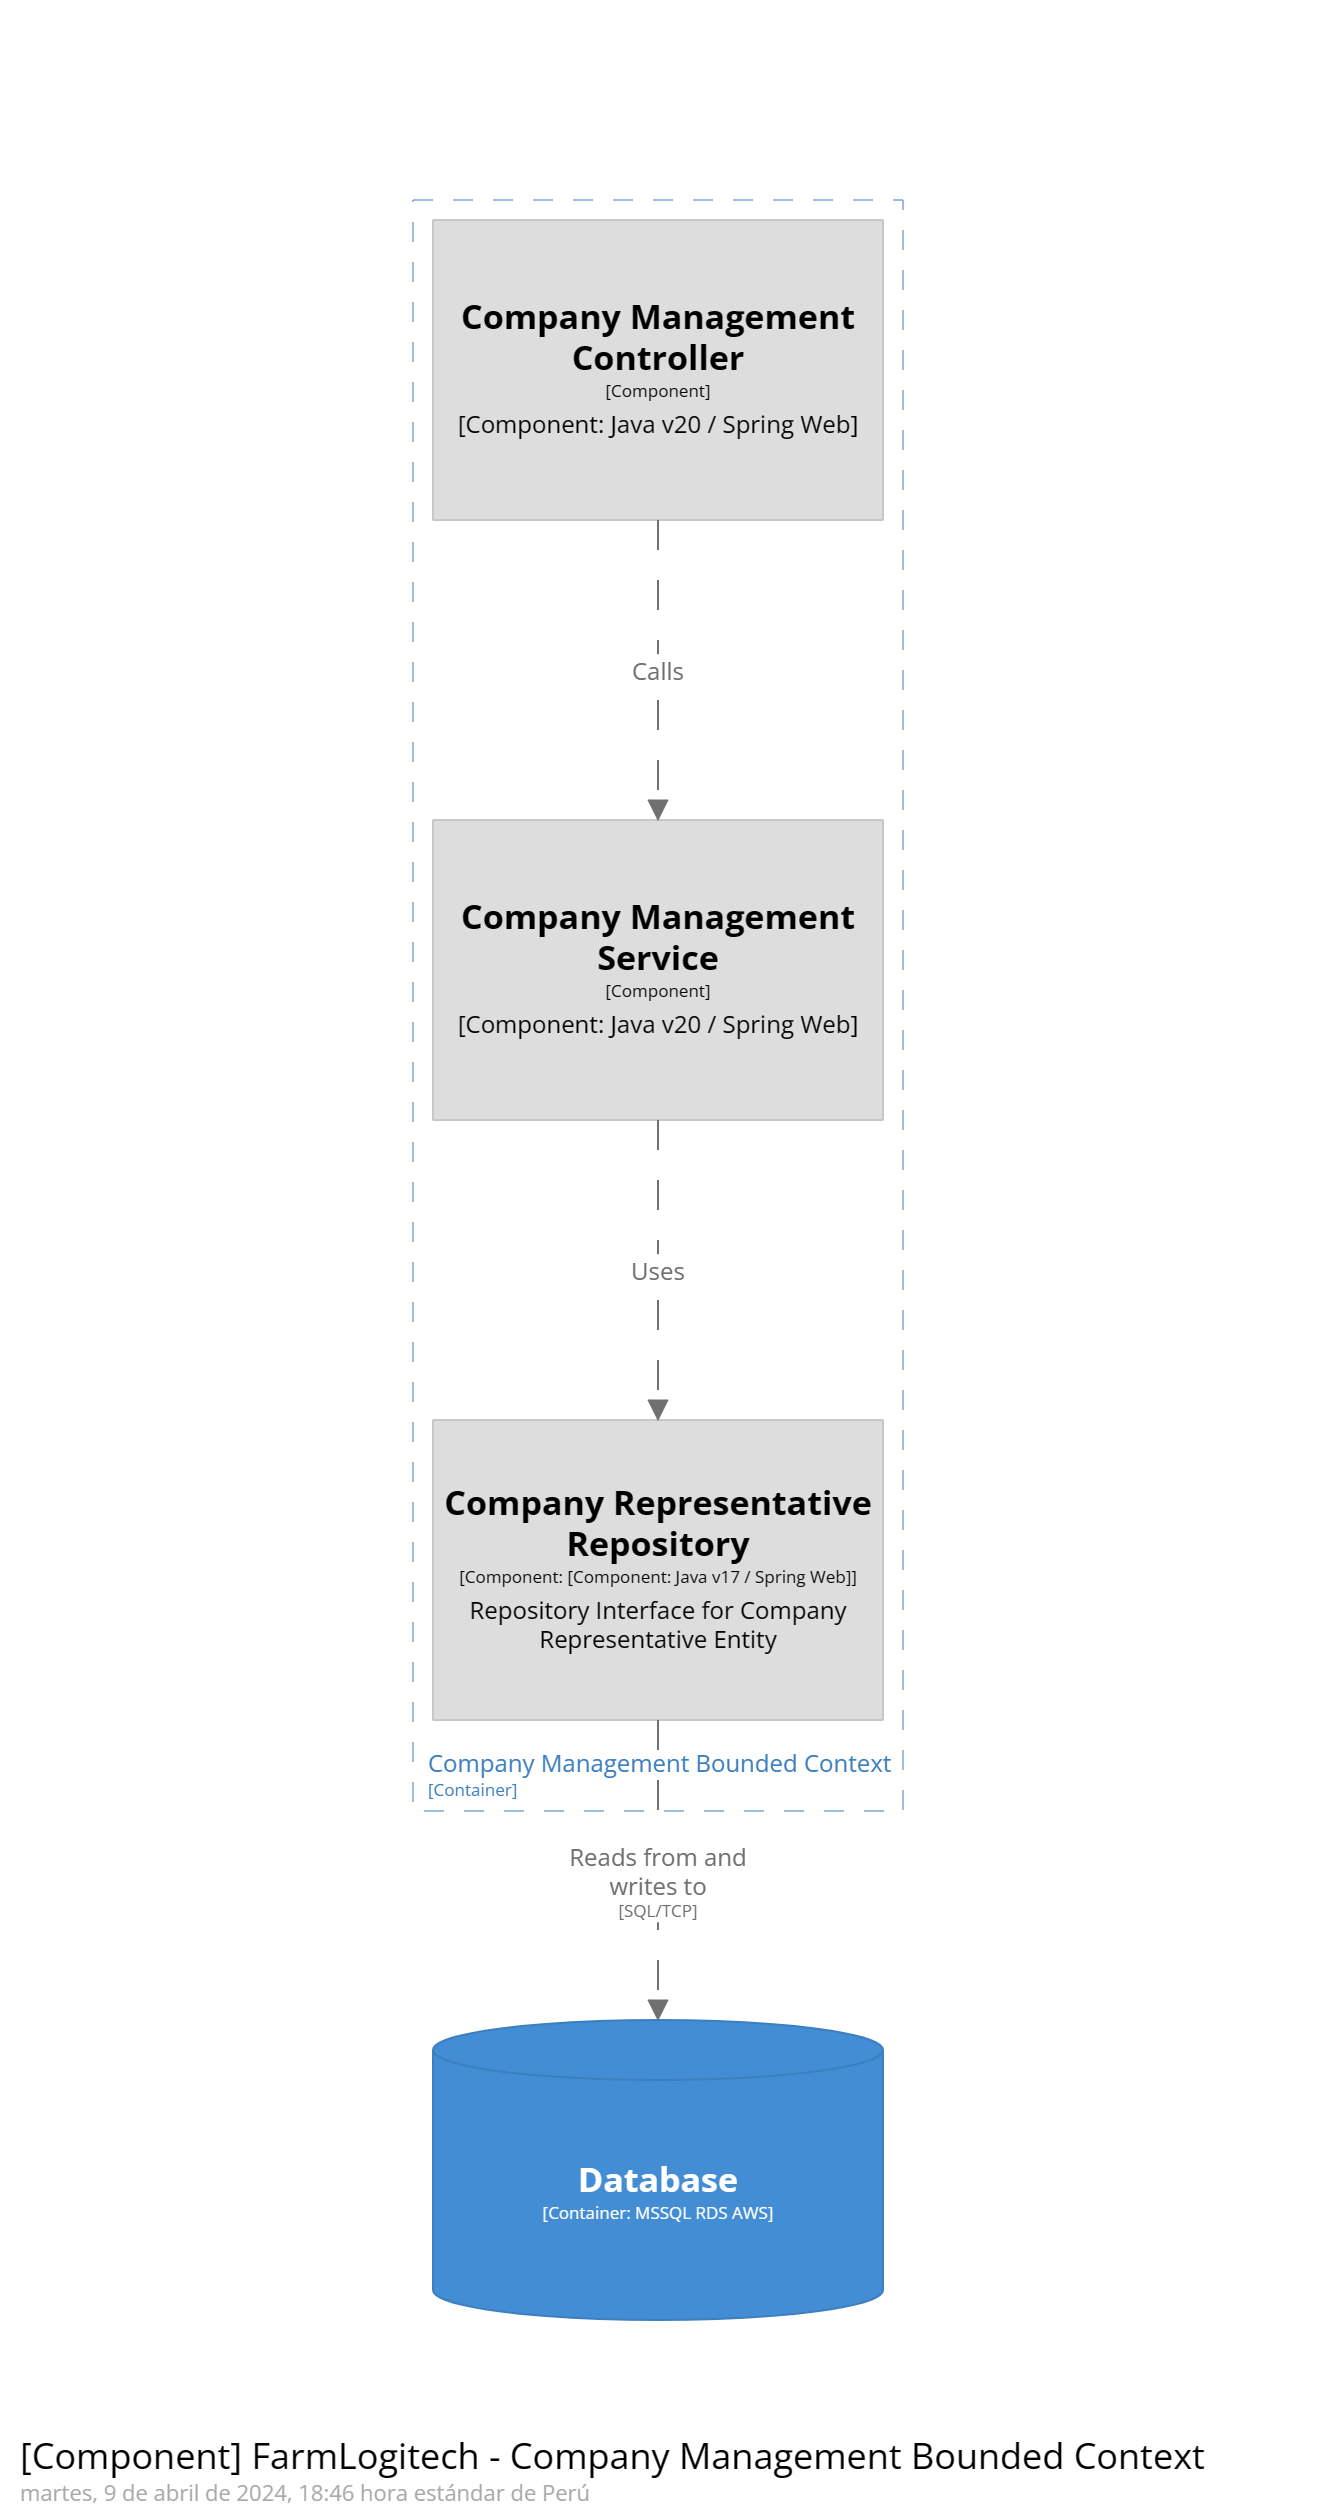 Company Management
Controller
[Component]
[Component: Java v20 / Spring Web]
Calls
Company Management
Service
[Component]
[Component: Java v20 / Spring Web]
Uses
Company Representative
Repository
[Component: [Component: Java v17 / Spring Web]]
Repository Interface for Company
Representative Entity
Company Management Bounded Context
[Container]
Reads from and
writes to
[SQL/TCP]
Database
[Container: MSSQL RDS AWS]
[Component] FarmLogitech - Company Management Bounded Context
martes, 9 de abril de 2024, 18:46 hora estándar de Perú